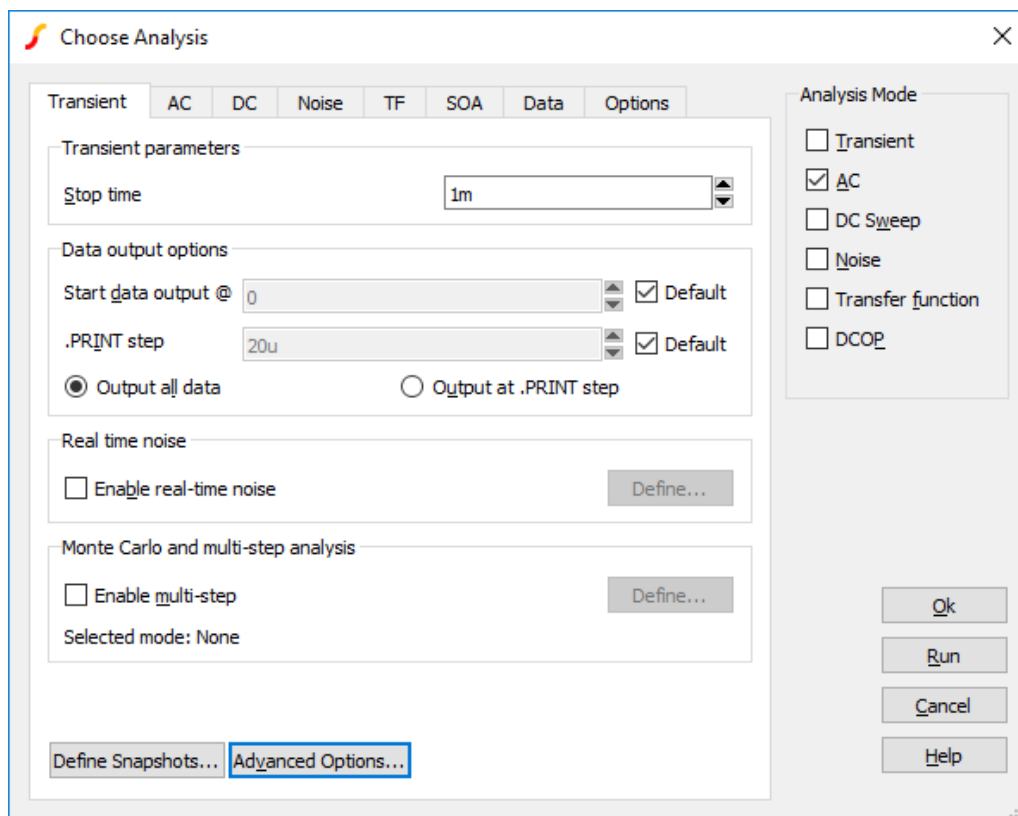 Choose Analysis
Transient AC DC Noise TF SOA Data Options
Transient parameters
Stop time 1m
Data output options
Start data output @ 0 Default
.PRINT step 20u Default
Output all data Output at .PRINT step
Real time noise
Enable real-time noise Define...
Monte Carlo and multi-step analysis
Enable multi-step Define...
Selected mode: None
Define Snapshots... Advanced Options...
Analysis Mode
Transient
AC
DC Sweep
Noise
Transfer function
DCOP
Ok
Run
Cancel
Help